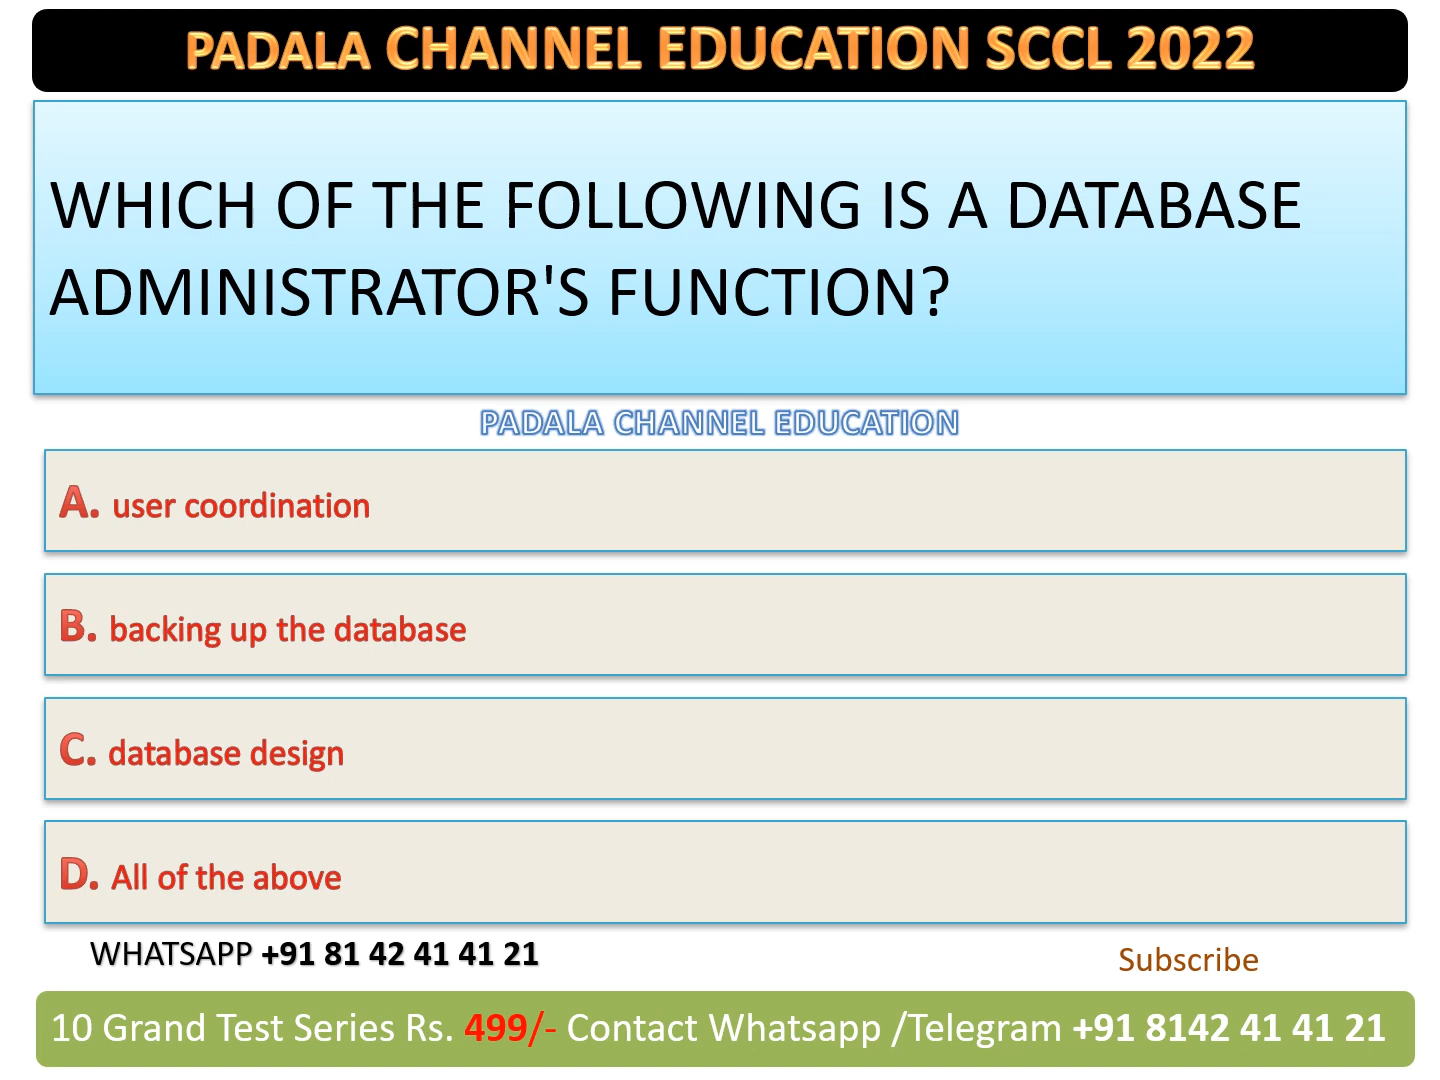 PADALA CHANNEL EDUCATION SCCL 2022
WHICH OF THE FOLLOWING IS A DATABASE
ADMINISTRATOR'S FUNCTION?
PADALA CHANNEL EDUCATION
A. user coordination
B. backing up the database
C. database design
D. All of the above
WHATSAPP +91 81 42 41 41 21
Subscribe
10 Grand Test Series Rs. 499/- Contact Whatsapp /Telegram +91 8142 41 41 21